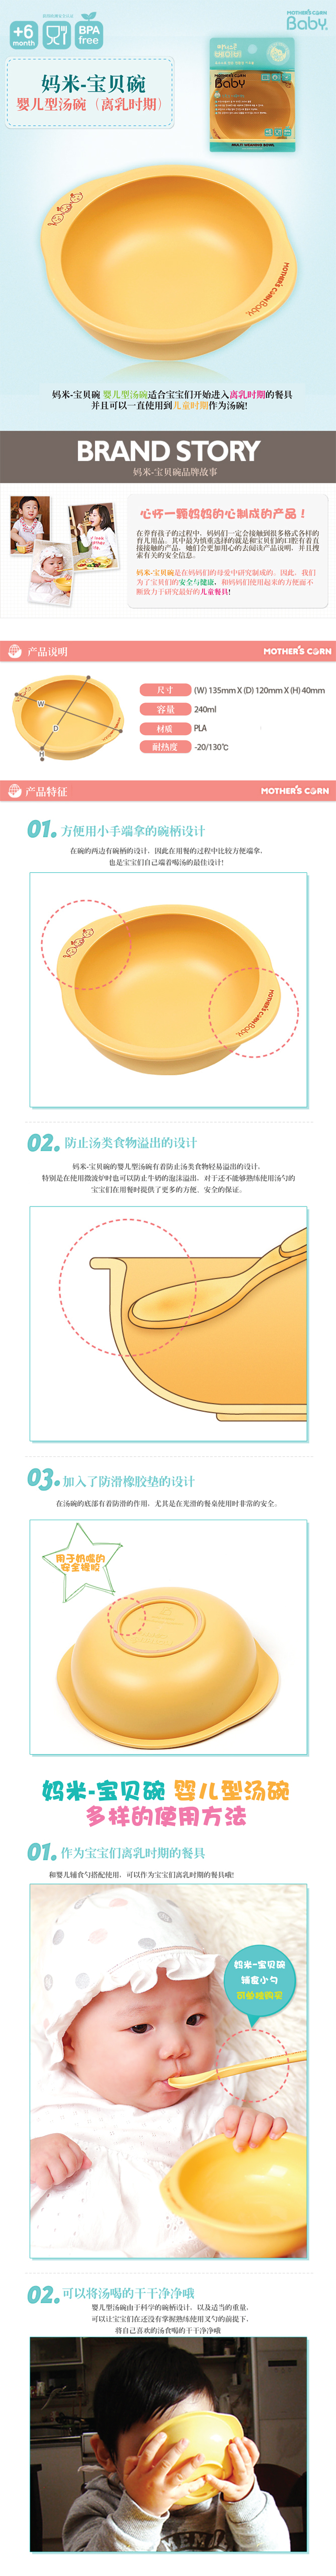 MOTHER'S CORN
Baby
+6
month
BPA
free
妈米-宝贝碗
婴儿型汤碗（离乳时期）
Baby
MULTI WEANING BOWL
MOTHER'S CORN Baby
妈米-宝贝碗 婴儿型汤碗适合宝宝们开始进入离乳时期的餐具
并且可以一直使用到儿童时期作为汤碗!
BRAND STORY
妈米-宝贝碗品牌故事
心怀一颗妈妈的心制成的产品！
在养育孩子的过程中，妈妈们一定会接触到很多格式各样的
育儿用品，其中最为慎重选择的就是和宝贝们的口腔有着直
接接触的产品，她们会更加用心的去阅读产品说明，并且搜
索有关的安全信息。
妈米-宝贝碗是在妈妈们的母爱中研究制成的。因此，我们
为了宝贝们的安全与健康，和妈妈们使用起来的方便而不
断致力于研究最好的儿童餐具!
产品说明
MOTHER'S CORN
W
D
H
尺寸
(W) 135mm X (D) 120mm X (H) 40mm
容量
240ml
材质
PLA
耐热度
-20/130℃
产品特征
MOTHER'S CORN
01. 方便用小手端拿的碗柄设计
在碗的两边有碗柄的设计，因此在用餐的过程中比较方便端拿，
也是宝宝们自己端着喝汤的最佳设计!
MOTHER'S CORN Baby
02. 防止汤类食物溢出的设计
妈米-宝贝碗的婴儿型汤碗有着防止汤类食物轻易溢出的设计。
特别是在使用微波炉时也可以防止牛奶的泡沫溢出，对于还不能够熟练使用汤勺的
宝宝们在用餐时提供了更多的方便、安全的保证。
03. 加入了防滑橡胶垫的设计
在汤碗的底部有着防滑的作用，尤其是在光滑的餐桌使用时非常的安全。
用于奶嘴的
安全橡胶
妈米-宝贝碗 婴儿型汤碗
多样的使用方法
01. 作为宝宝们离乳时期的餐具
和婴儿辅食勺搭配使用，可以作为宝宝们离乳时期的餐具哦!
妈米-宝贝碗
辅食小勺
可单独购买
02. 可以将汤喝的干干净净哦
婴儿型汤碗由于科学的碗柄设计，以及适当的重量，
可以让宝宝们在还没有掌握熟练使用叉勺的前提下，
将自己喜欢的汤食喝的干干净净哦